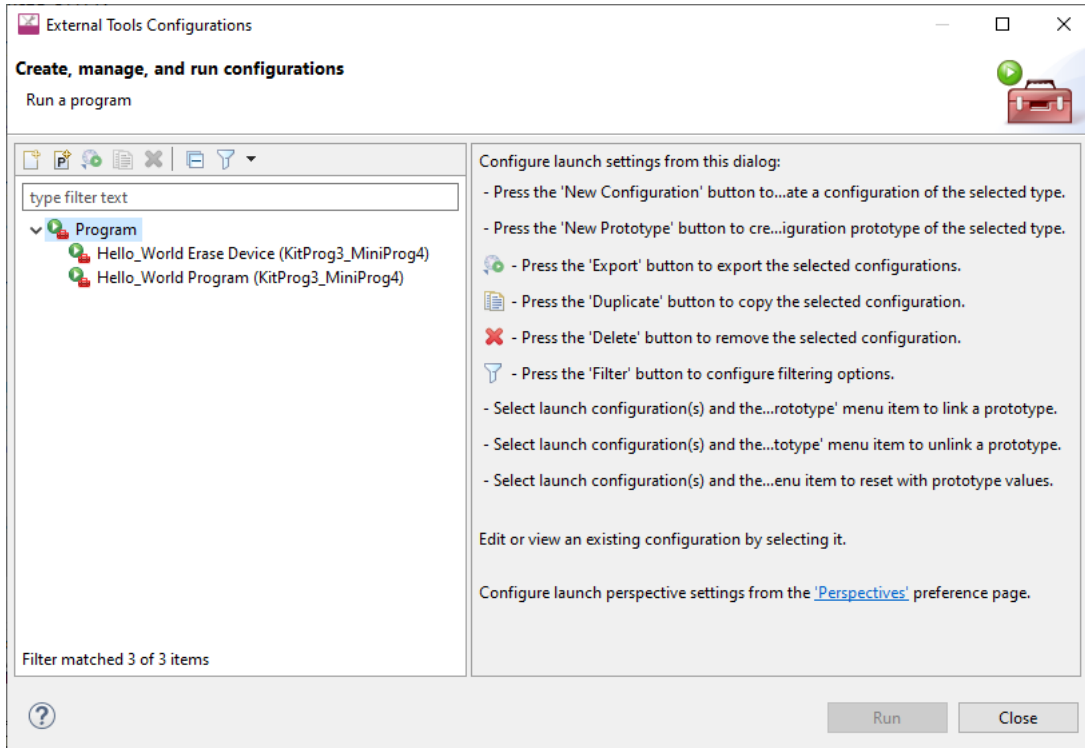 External Tools Configurations
Create, manage, and run configurations
Run a program
type filter text
Program
Hello_World Erase Device (KitProg3_MiniProg4)
Hello_World Program (KitProg3_MiniProg4)
Filter matched 3 of 3 items
Configure launch settings from this dialog:
- Press the 'New Configuration' button to...ate a configuration of the selected type.
- Press the 'New Prototype' button to cre...iguration prototype of the selected type.
- Press the 'Export' button to export the selected configurations.
- Press the 'Duplicate' button to copy the selected configuration.
- Press the 'Delete' button to remove the selected configuration.
- Press the 'Filter' button to configure filtering options.
- Select launch configuration(s) and the...rototype' menu item to link a prototype.
- Select launch configuration(s) and the...totype' menu item to unlink a prototype.
- Select launch configuration(s) and the...enu item to reset with prototype values.
Edit or view an existing configuration by selecting it.
Configure launch perspective settings from the 'Perspectives' preference page.
Run
Close